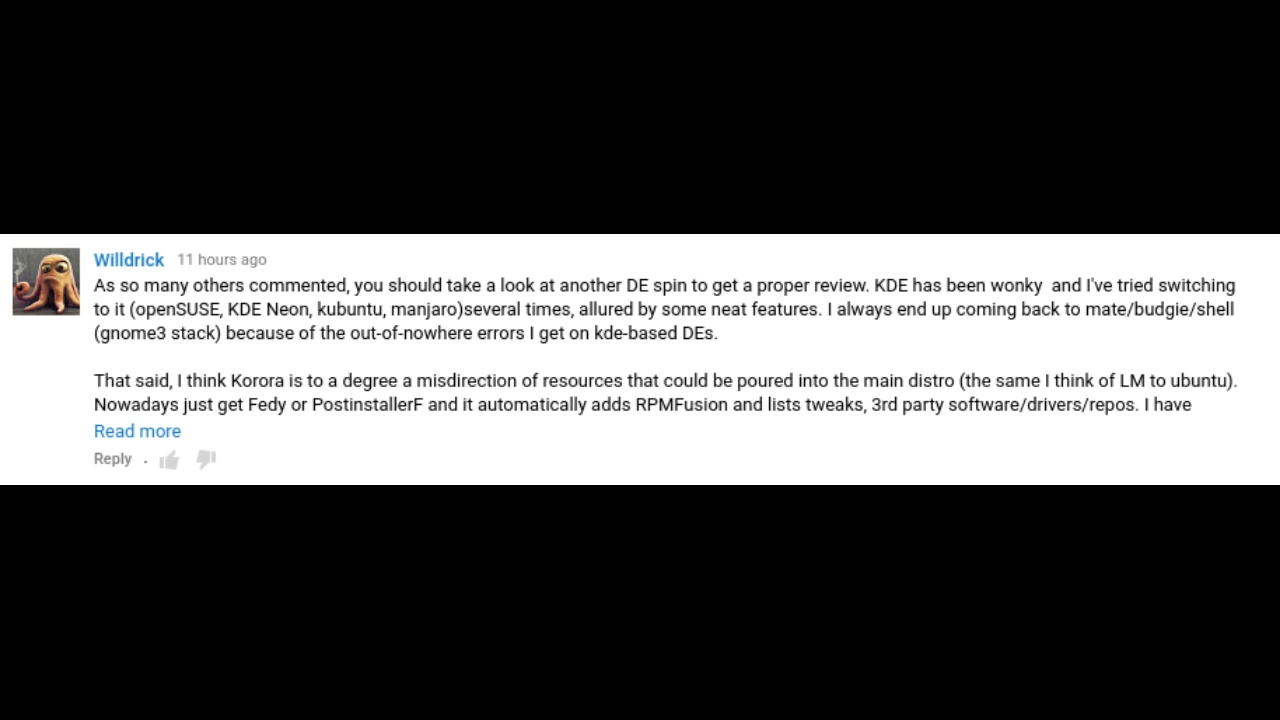 Willdrick 11 hours ago
As so many others commented, you should take a look at another DE spin to get a proper review. KDE has been wonky  and I've tried switching
to it (openSUSE, KDE Neon, kubuntu, manjaro)several times, allured by some neat features. I always end up coming back to mate/budgie/shell
(gnome3 stack) because of the out-of-nowhere errors I get on kde-based DEs.
That said, I think Korora is to a degree a misdirection of resources that could be poured into the main distro (the same I think of LM to ubuntu).
Nowadays just get Fedy or PostinstallerF and it automatically adds RPMFusion and lists tweaks, 3rd party software/drivers/repos. I have
Read more
Reply .